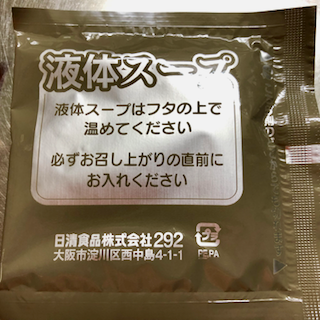 液体スープ
液体スープはフタの上で
温めてください
必ずお召し上がりの直前に
お入れください
日清食品株式会社292
大阪市淀川区西中島4-1-1
プラ
PE,PA